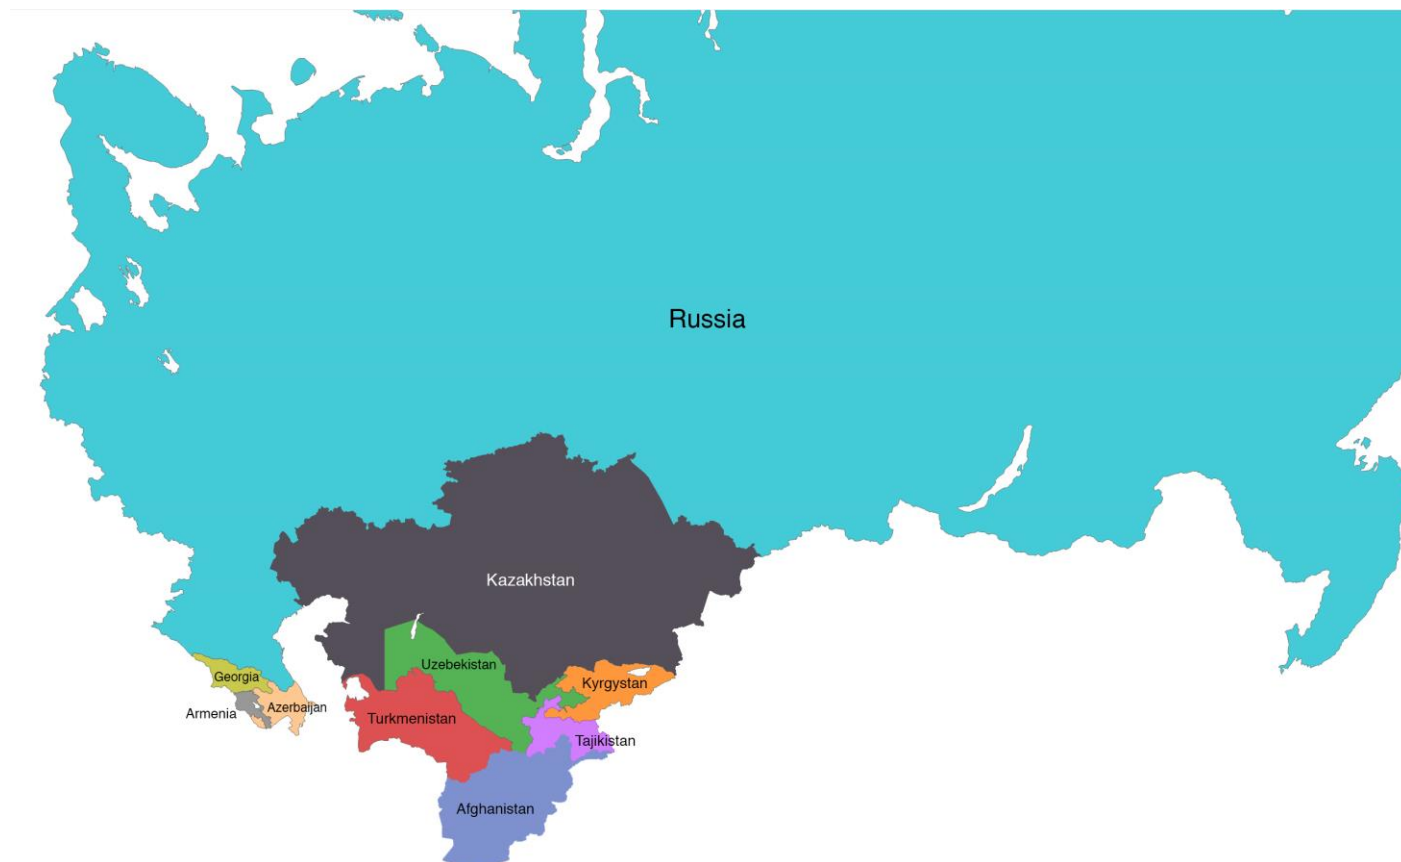 Russia
Kazakhstan
Uzebekistan
Georgia
Kyrgystan
Azerbaijan
Armenia
Turkmenistan
Tajikistan
Afghanistan